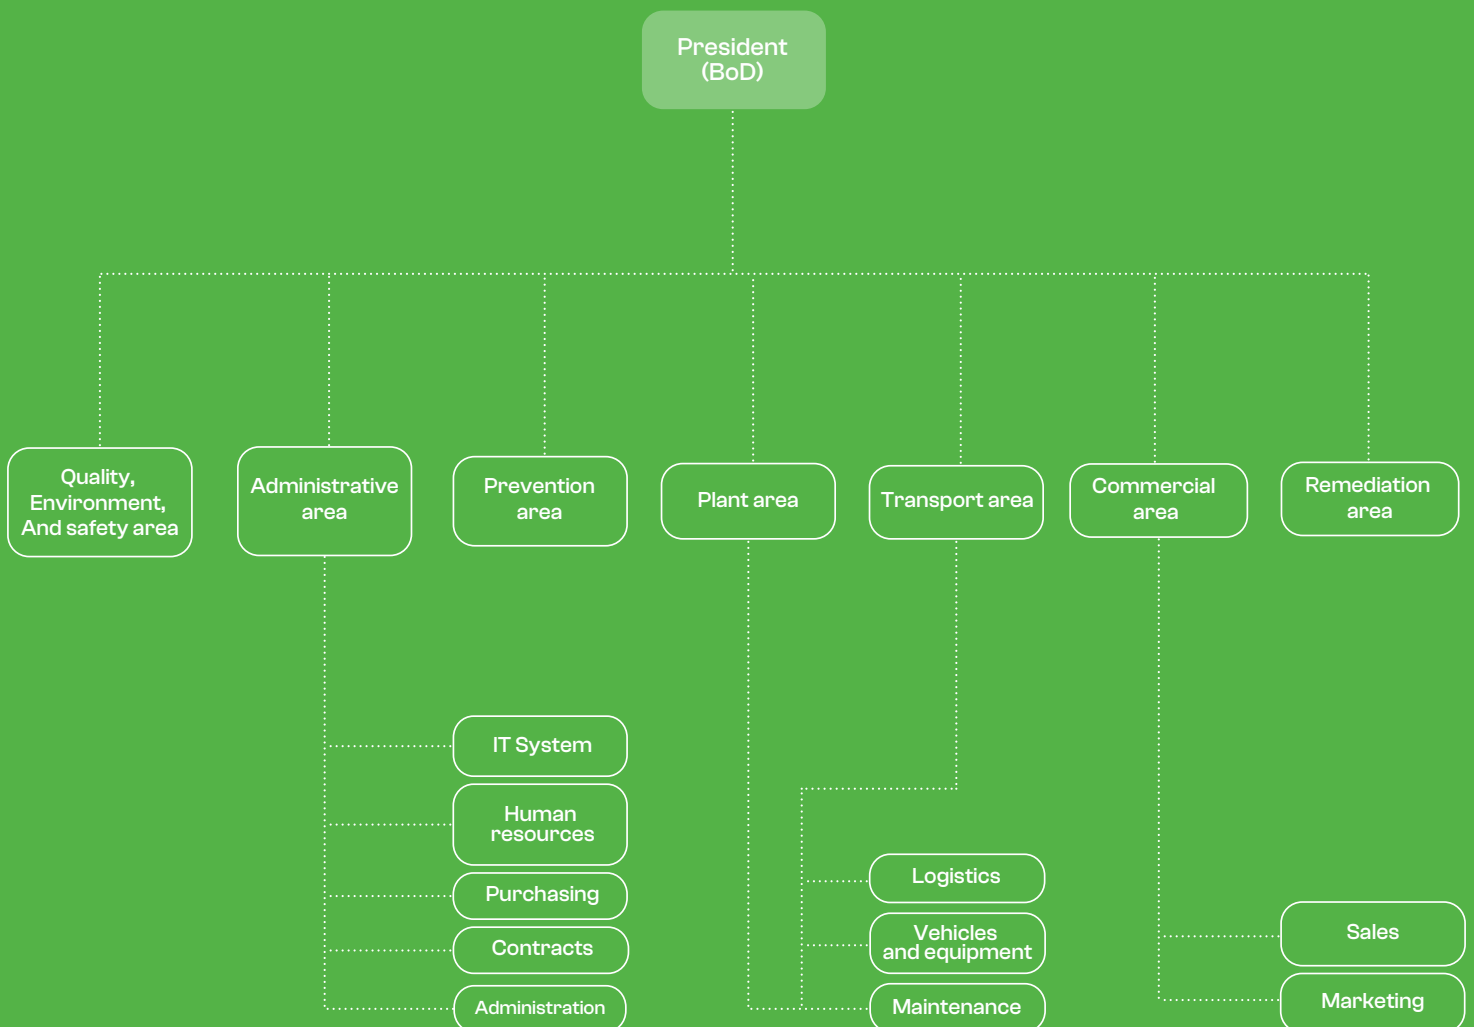 President
(BoD)
Quality,
Environment,
And safety area
Administrative
area
Prevention
area
Plant area
Transport area
Commercial
area
Remediation
area
IT System
Human
resources
Purchasing
Contracts
Administration
Logistics
Vehicles
and equipment
Maintenance
Sales
Marketing